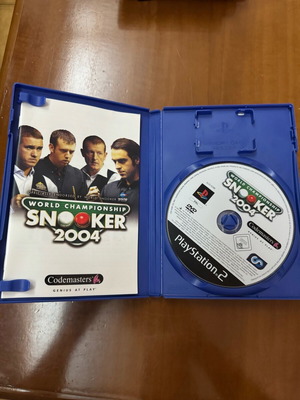 WORLD CHAMPIONSHIP
SNOOKER
2004
Codemasters
GENIUS AT PLAY
WORLD CHAMPIONSHIP
SNOOKER
2004
DVD
Codemasters
PlayStation.2